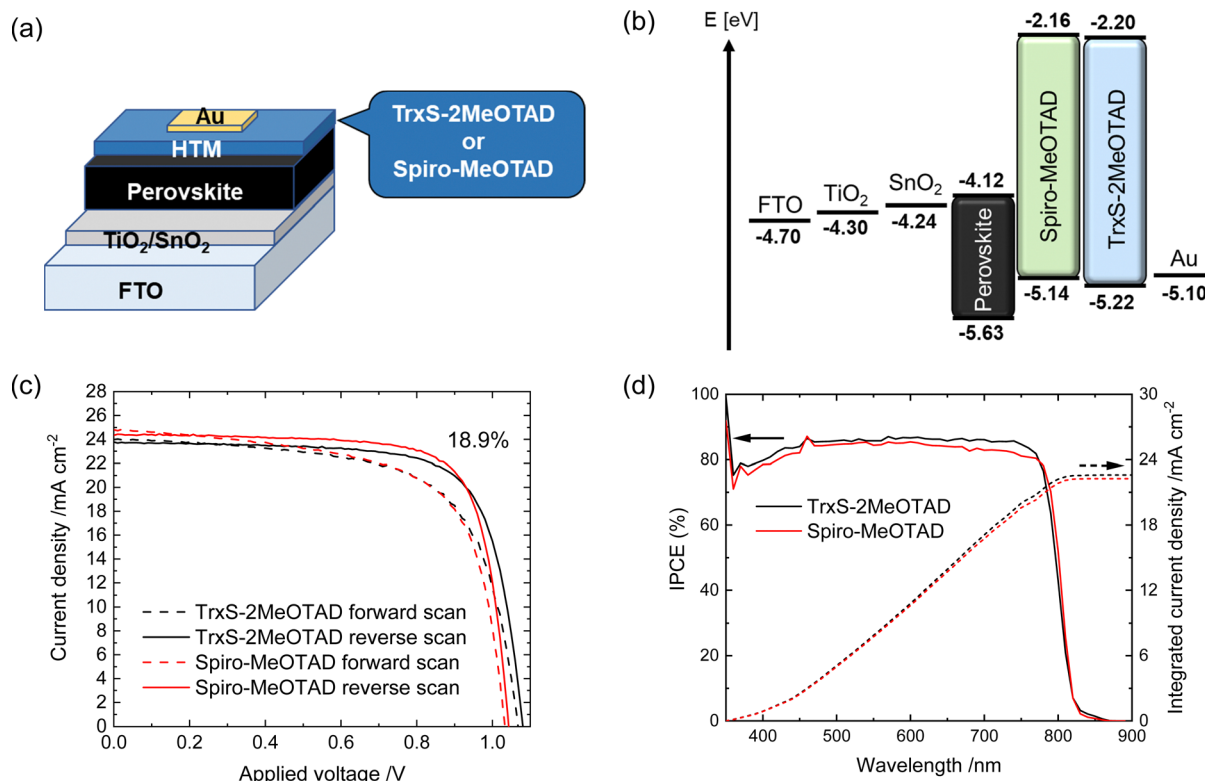 (a)
Au
HTM
Perovskite
TiO₂/SnO₂
FTO
TrxS-2MeOTAD
or
Spiro-MeOTAD
(b)
E [eV]
-2.16
-2.20
Spiro-MeOTAD
TrxS-2MeOTAD
-4.12
SnO₂
-4.24
TiO₂
-4.30
FTO
-4.70
Perovskite
-5.63
-5.14
-5.22
Au
-5.10
(c)
Current density /mA cm⁻²
28
26
24
22
20
18
16
14
12
10
8
6
4
2
0
18.9%
TrxS-2MeOTAD forward scan
TrxS-2MeOTAD reverse scan
Spiro-MeOTAD forward scan
Spiro-MeOTAD reverse scan
0.0 0.2 0.4 0.6 0.8 1.0
Applied voltage /V
(d)
IPCE (%)
100
80
60
40
20
0
TrxS-2MeOTAD
Spiro-MeOTAD
30
24
18
12
6
0
Integrated current density /mA cm⁻²
400 500 600 700 800 900
Wavelength /nm